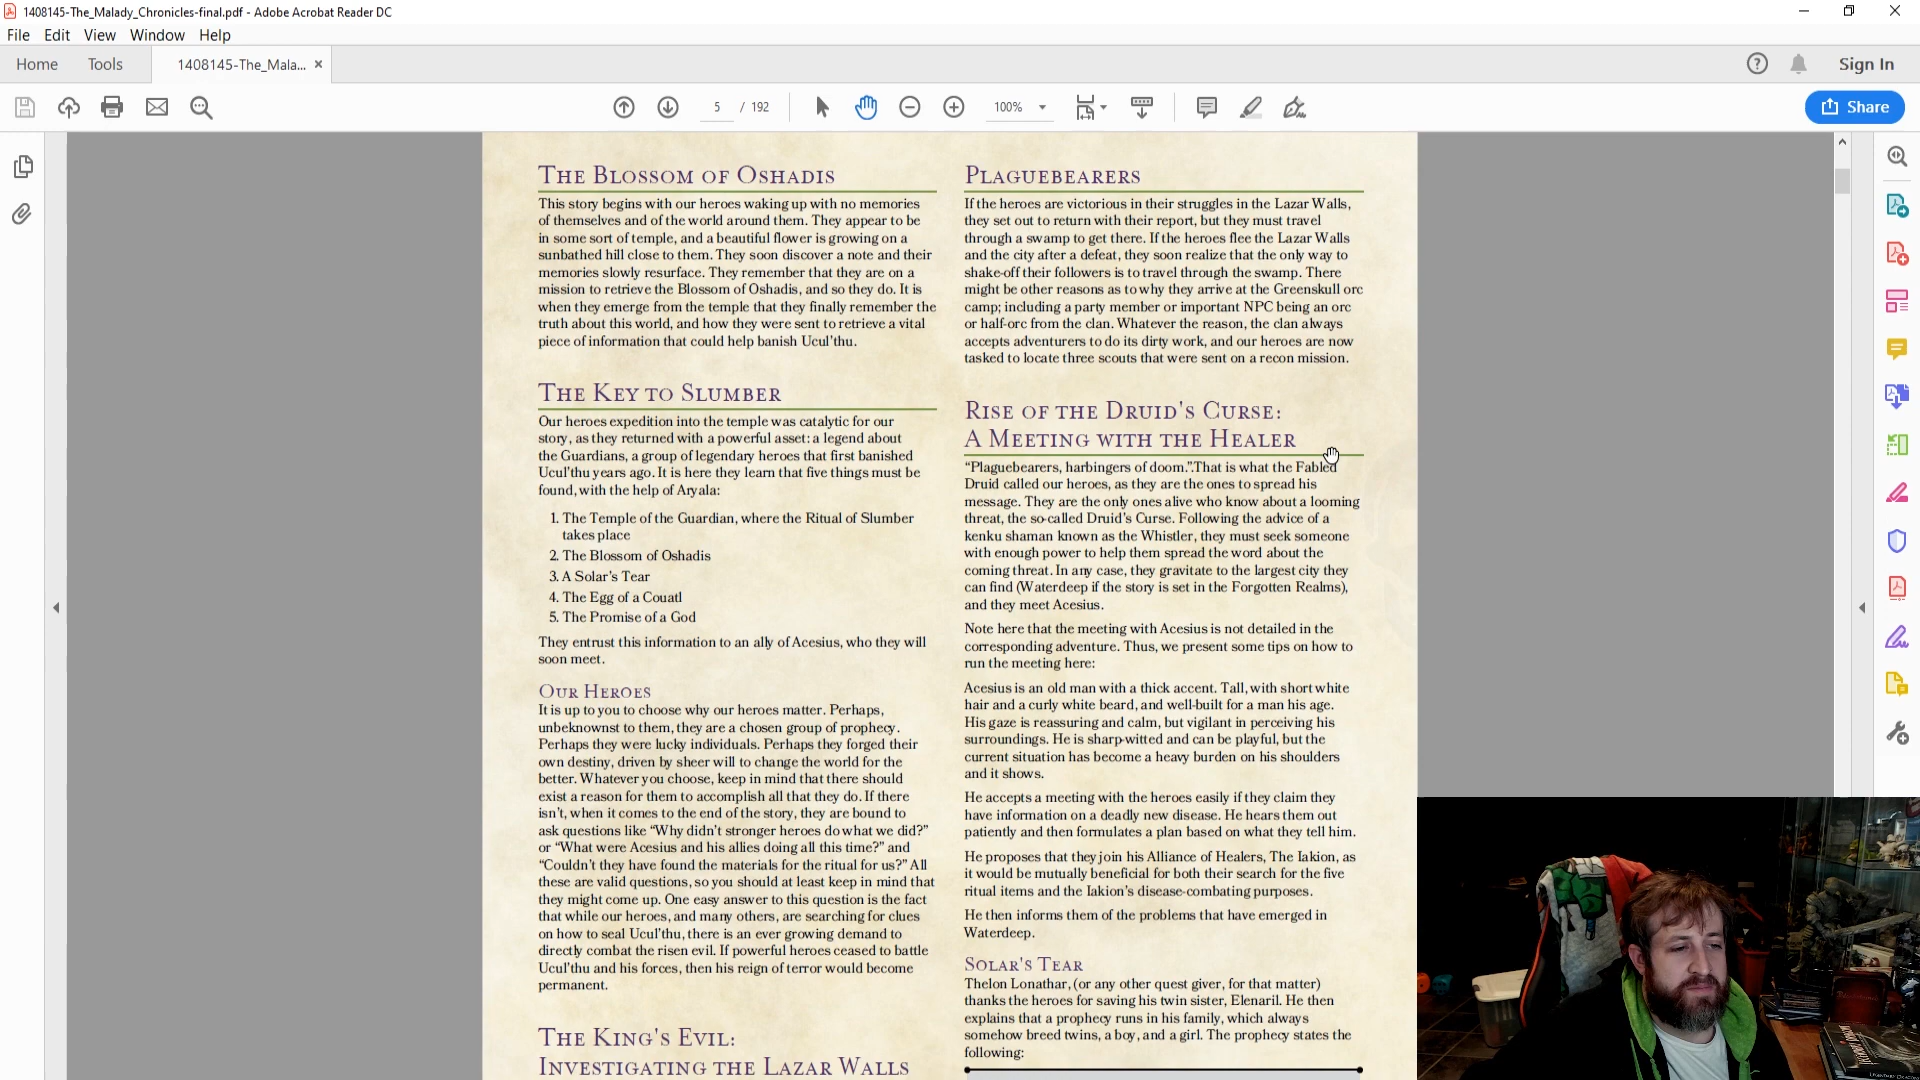 1408145-The_Malady_Chronicles-final.pdf - Adobe Acrobat Reader DC
File Edit View Window Help
Home Tools 1408145-The_Mala... ×
Sign In
5 / 192 100% Share
The Blossom of Oshadis
This story begins with our heroes waking up with no memories
of themselves and of the world around them. They appear to be
in some sort of temple, and a beautiful flower is growing on a
sunbathed hill close to them. They soon discover a note and their
memories slowly resurface. They remember that they are on a
mission to retrieve the Blossom of Oshadis, and so they do. It is
when they emerge from the temple that they finally remember the
truth about this world, and how they were sent to retrieve a vital
piece of information that could help banish Ucul'thu.
The Key to Slumber
Our heroes expedition into the temple was catalytic for our
story, as they returned with a powerful asset: a legend about
the Guardians, a group of legendary heroes that first banished
Ucul'thu years ago. It is here they learn that five things must be
found, with the help of Aryala:
1. The Temple of the Guardian, where the Ritual of Slumber
takes place
2. The Blossom of Oshadis
3. A Solar's Tear
4. The Egg of a Couatl
5. The Promise of a God
They entrust this information to an ally of Acesius, who they will
soon meet.
Our Heroes
It is up to you to choose why our heroes matter. Perhaps,
unbeknownst to them, they are a chosen group of prophecy.
Perhaps they were lucky individuals. Perhaps they forged their
own destiny, driven by sheer will to change the world for the
better. Whatever you choose, keep in mind that there should
exist a reason for them to accomplish all that they do. If there
isn't, when it comes to the end of the story, they are bound to
ask questions like “Why didn't stronger heroes do what we did?”
or “What were Acesius and his allies doing all this time?” and
“Couldn't they have found the materials for the ritual for us?” All
these are valid questions, so you should at least keep in mind that
they might come up. One easy answer to this question is the fact
that while our heroes, and many others, are searching for clues
on how to seal Ucul'thu, there is an ever growing demand to
directly combat the risen evil. If powerful heroes ceased to battle
Ucul'thu and his forces, then his reign of terror would become
permanent.
The King's Evil:
Investigating the Lazar Walls
Plaguebearers
If the heroes are victorious in their struggles in the Lazar Walls,
they set out to return with their report, but they must travel
through a swamp to get there. If the heroes flee the Lazar Walls
and the city after a defeat, they soon realize that the only way to
shake-off their followers is to travel through the swamp. There
might be other reasons as to why they arrive at the Greenskull orc
camp; including a party member or important NPC being an orc
or half-orc from the clan. Whatever the reason, the clan always
accepts adventurers to do its dirty work, and our heroes are now
tasked to locate three scouts that were sent on a recon mission.
Rise of the Druid's Curse:
A Meeting with the Healer
“Plaguebearers, harbingers of doom.”.That is what the Fabled
Druid called our heroes, as they are the ones to spread his
message. They are the only ones alive who know about a looming
threat, the so-called Druid's Curse. Following the advice of a
kenku shaman known as the Whistler, they must seek someone
with enough power to help them spread the word about the
coming threat. In any case, they gravitate to the largest city they
can find (Waterdeep if the story is set in the Forgotten Realms),
and they meet Acesius.
Note here that the meeting with Acesius is not detailed in the
corresponding adventure. Thus, we present some tips on how to
run the meeting here:
Acesius is an old man with a thick accent. Tall, with short white
hair and a curly white beard, and well-built for a man his age.
His gaze is reassuring and calm, but vigilant in perceiving his
surroundings. He is sharp-witted and can be playful, but the
current situation has become a heavy burden on his shoulders
and it shows.
He accepts a meeting with the heroes easily if they claim they
have information on a deadly new disease. He hears them out
patiently and then formulates a plan based on what they tell him.
He proposes that they join his Alliance of Healers, The Iakion, as
it would be mutually beneficial for both their search for the five
ritual items and the Iakion's disease-combating purposes.
He then informs them of the problems that have emerged in
Waterdeep.
Solar's Tear
Thelon Lonathar, (or any other quest giver, for that matter)
thanks the heroes for saving his twin sister, Elenaril. He then
explains that a prophecy runs in his family, which always
somehow breed twins, a boy, and a girl. The prophecy states the
following: